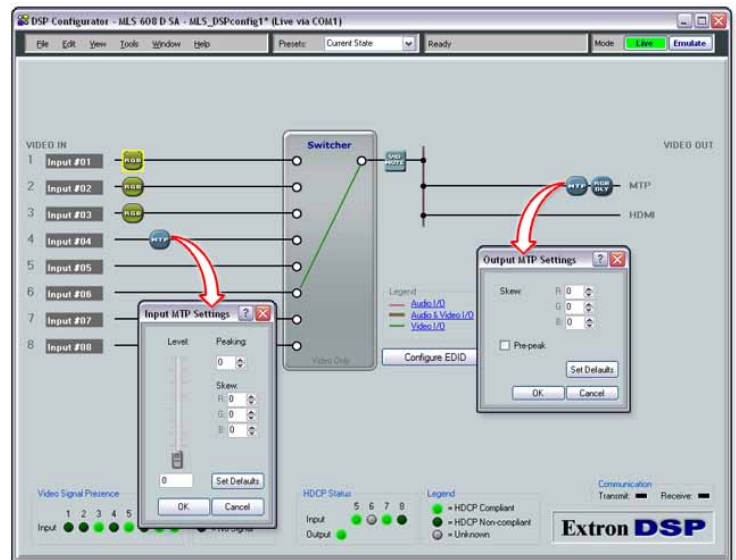 DSP Configurator - MLS 608 D SA - MLS_DSPconfig1* (Live via COM1)
File Edit View Tools Window Help Presets: Current State Ready Mode Live Emulate
VIDEO IN
VIDEO OUT
1 Input #01 RGB
2 Input #02 RGB
3 Input #03 RGB
4 Input #04 MTP
5 Input #05
6 Input #06
7 Input #07
8 Input #08
Switcher
Video Only
VID MUTE
MTP RGB DLY MTP
HDMI
Legend
Audio I/O
Audio & Video I/O
Video I/O
Configure EDID
Input MTP Settings
Level: Peaking:
0
Skew:
R: 0
G: 0
B: 0
0 Set Defaults
OK Cancel
Output MTP Settings
Skew: R: 0
G: 0
B: 0
Pre-peak
Set Defaults
OK Cancel
Video Signal Presence
1 2 3 4 5
Input
= No Signal
HDCP Status
5 6 7 8
Input
Output
Legend
= HDCP Compliant
= HDCP Non-compliant
= Unknown
Communication
Transmit: Receive:
Extron DSP